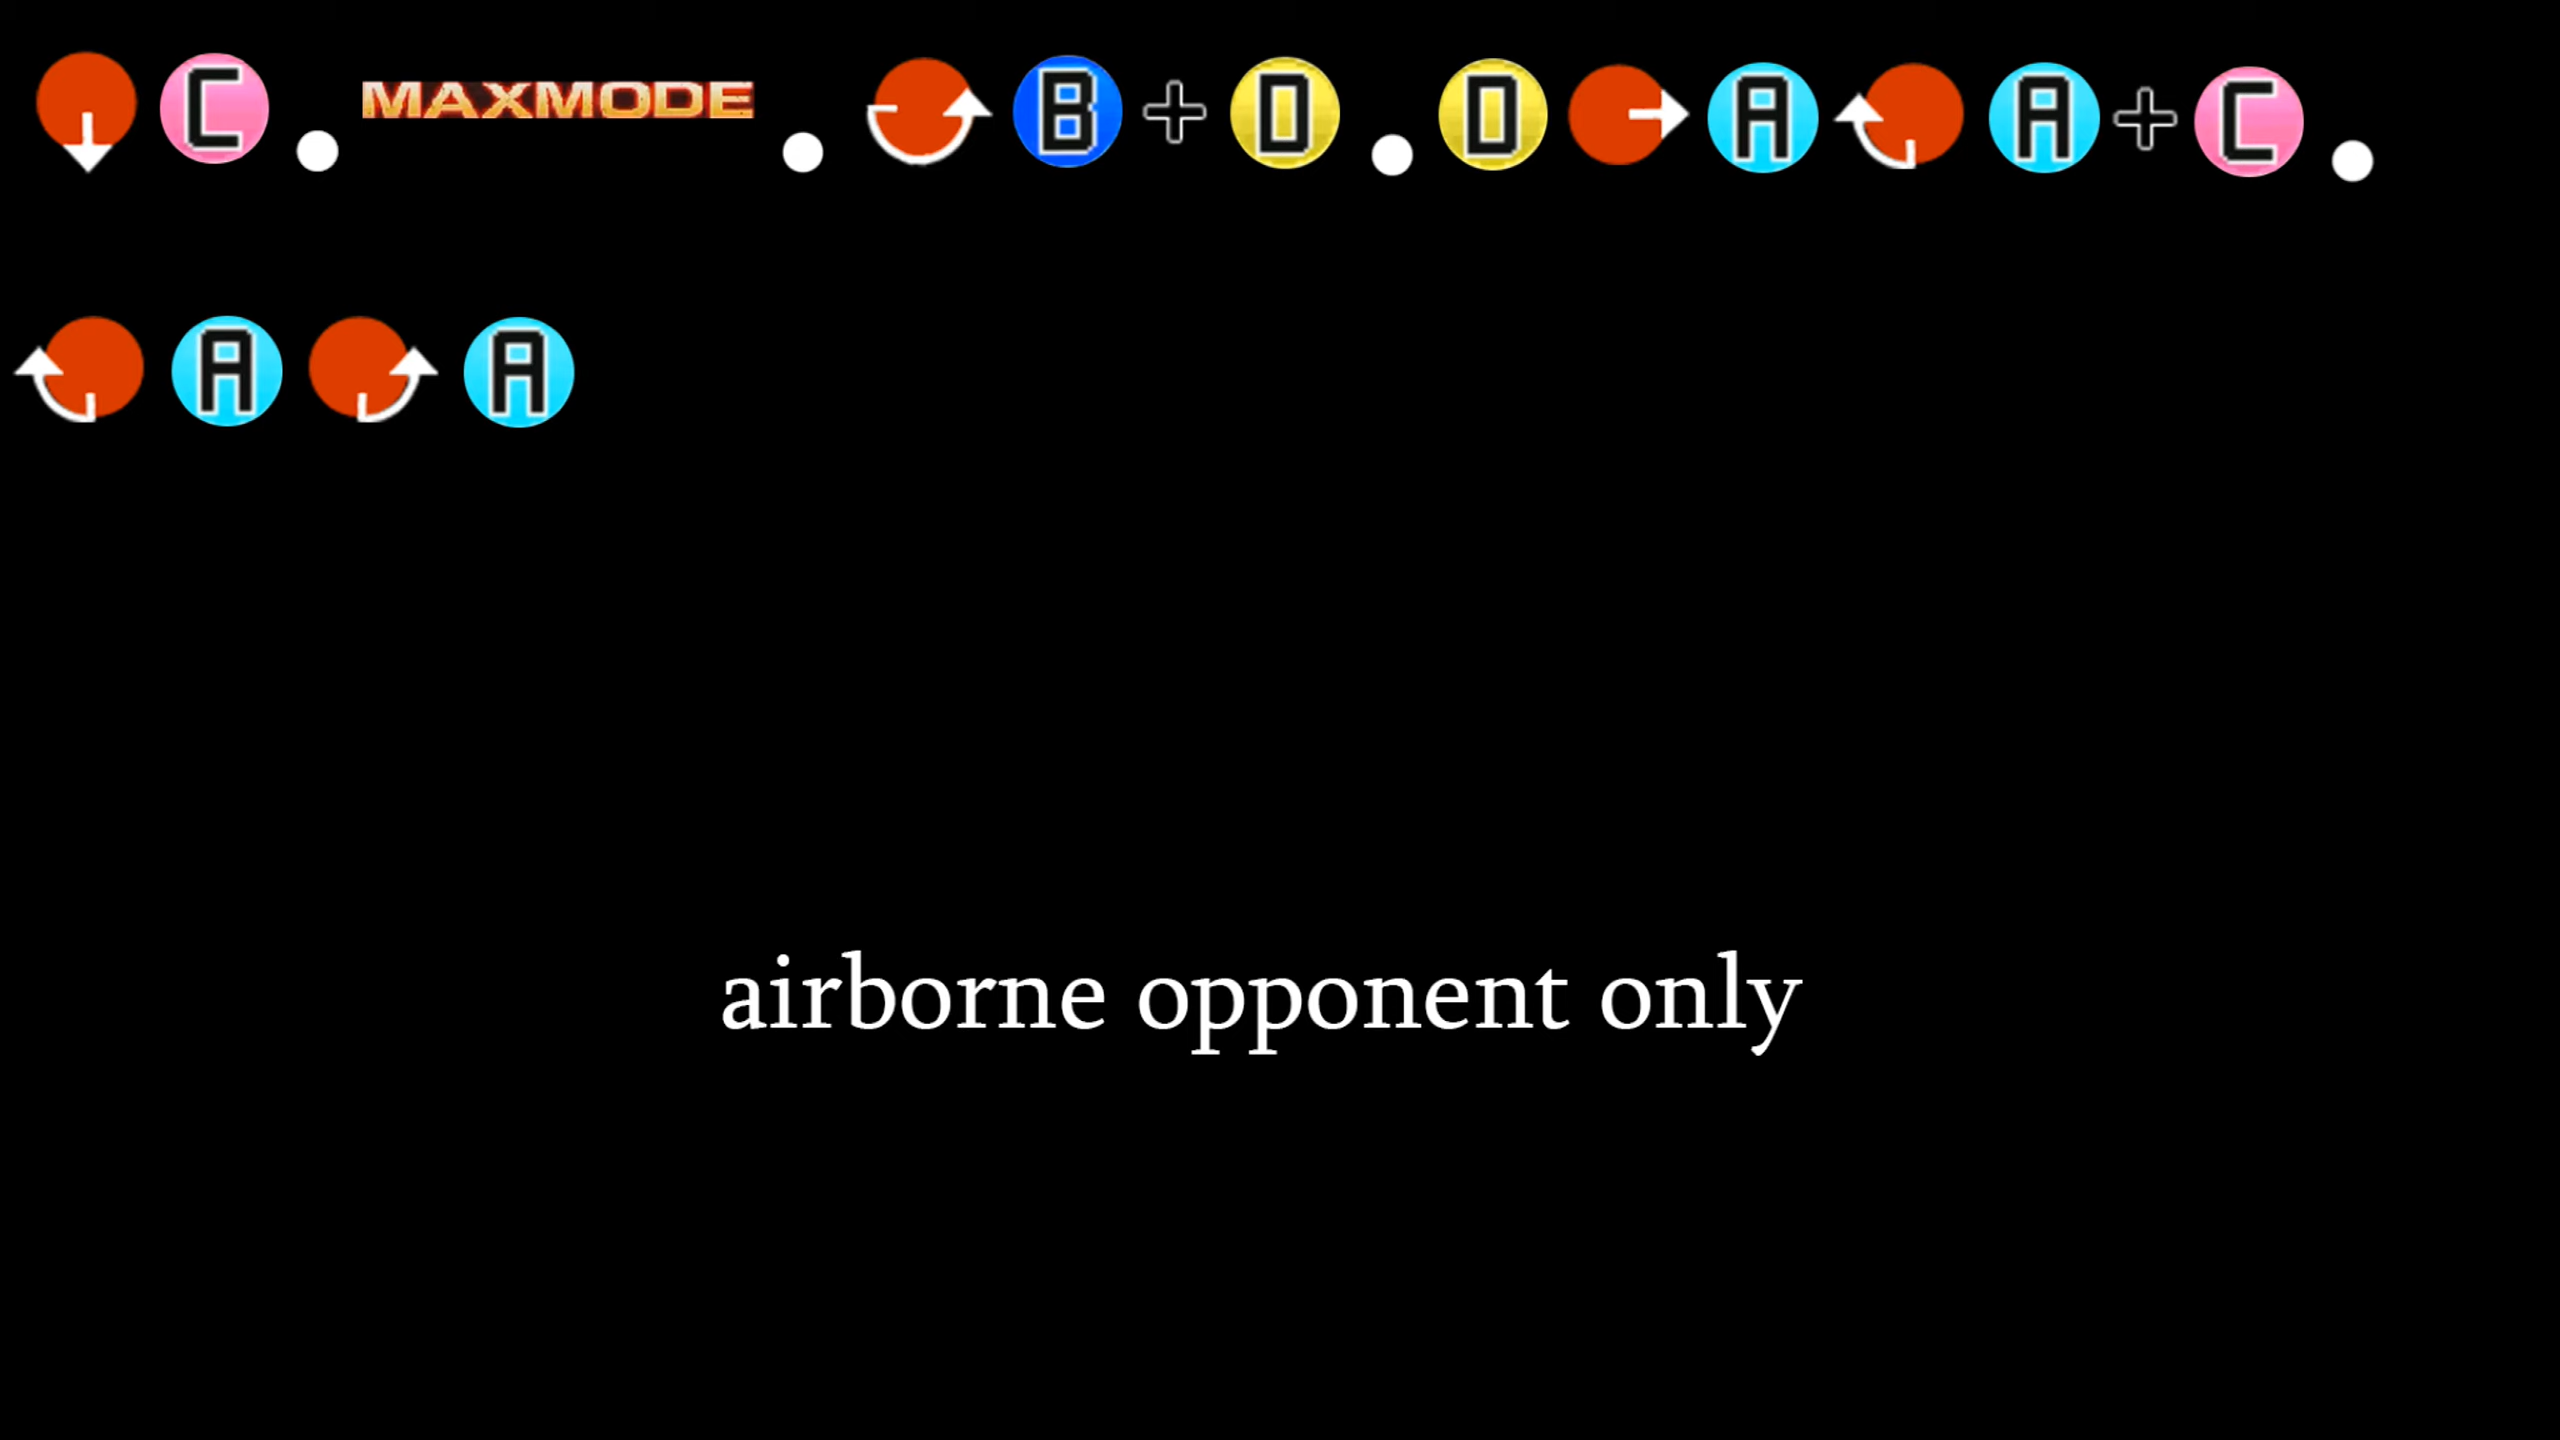 C . MAXMODE . B + D . D A A + C .
A A
airborne opponent only